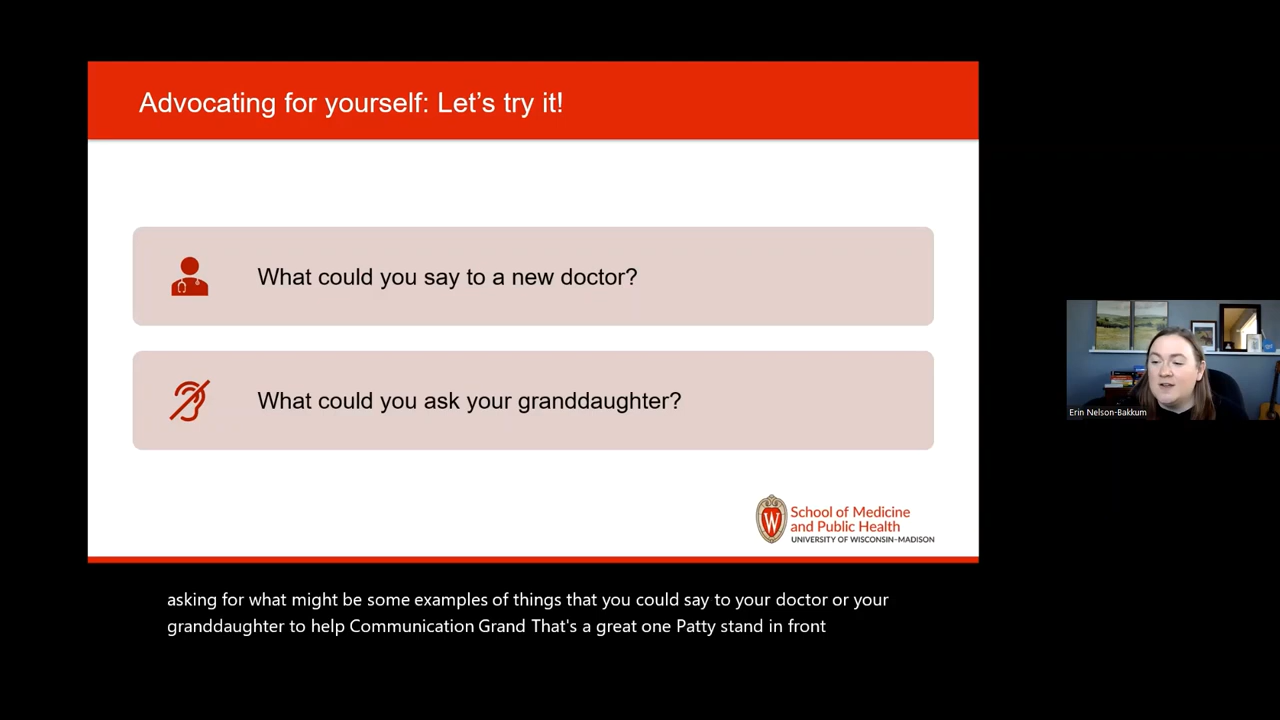 Advocating for yourself: Let's try it!
What could you say to a new doctor?
What could you ask your granddaughter?
W
School of Medicine
and Public Health
UNIVERSITY OF WISCONSIN–MADISON
Erin Nelson-Bakkum
asking for what might be some examples of things that you could say to your doctor or your
granddaughter to help Communication Grand That's a great one Patty stand in front